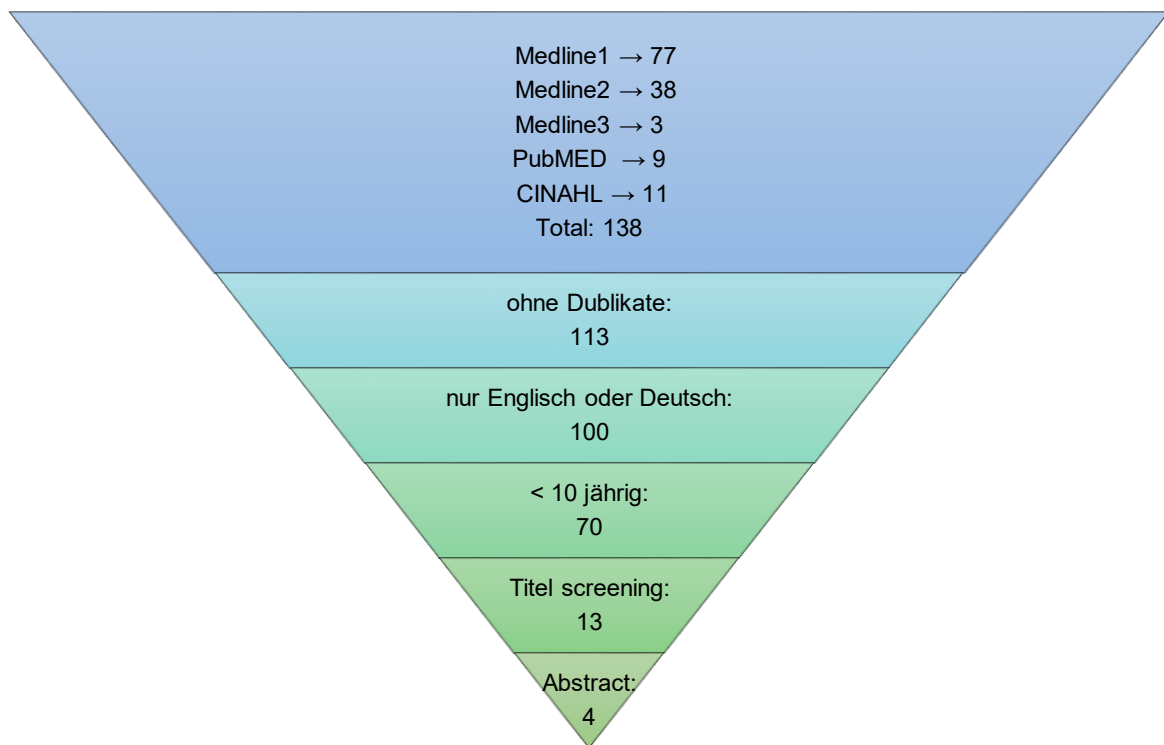 Medline1 → 77
Medline2 → 38
Medline3 → 3
PubMED → 9
CINAHL → 11
Total: 138
ohne Dublikate:
113
nur Englisch oder Deutsch:
100
< 10 jährig:
70
Titel screening:
13
Abstract:
4